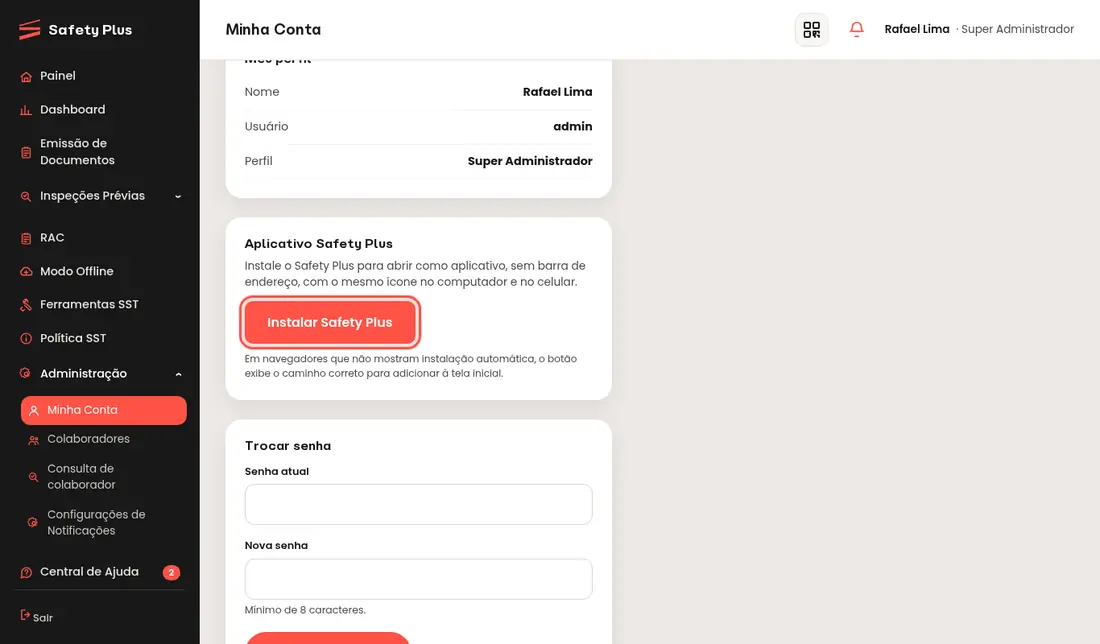 Safety Plus
Minha Conta
Rafael Lima · Super Administrador
Painel
Dashboard
Emissão de
Documentos
Inspeções Prévias
RAC
Modo Offline
Ferramentas SST
Política SST
Administração
Minha Conta
Colaboradores
Consulta de
colaborador
Configurações de
Notificações
Central de Ajuda 2
Sair
Meu perfil
Nome Rafael Lima
Usuário admin
Perfil Super Administrador
Aplicativo Safety Plus
Instale o Safety Plus para abrir como aplicativo, sem barra de
endereço, com o mesmo ícone no computador e no celular.
Instalar Safety Plus
Em navegadores que não mostram instalação automática, o botão
exibe o caminho correto para adicionar à tela inicial.
Trocar senha
Senha atual
Nova senha
Mínimo de 8 caracteres.